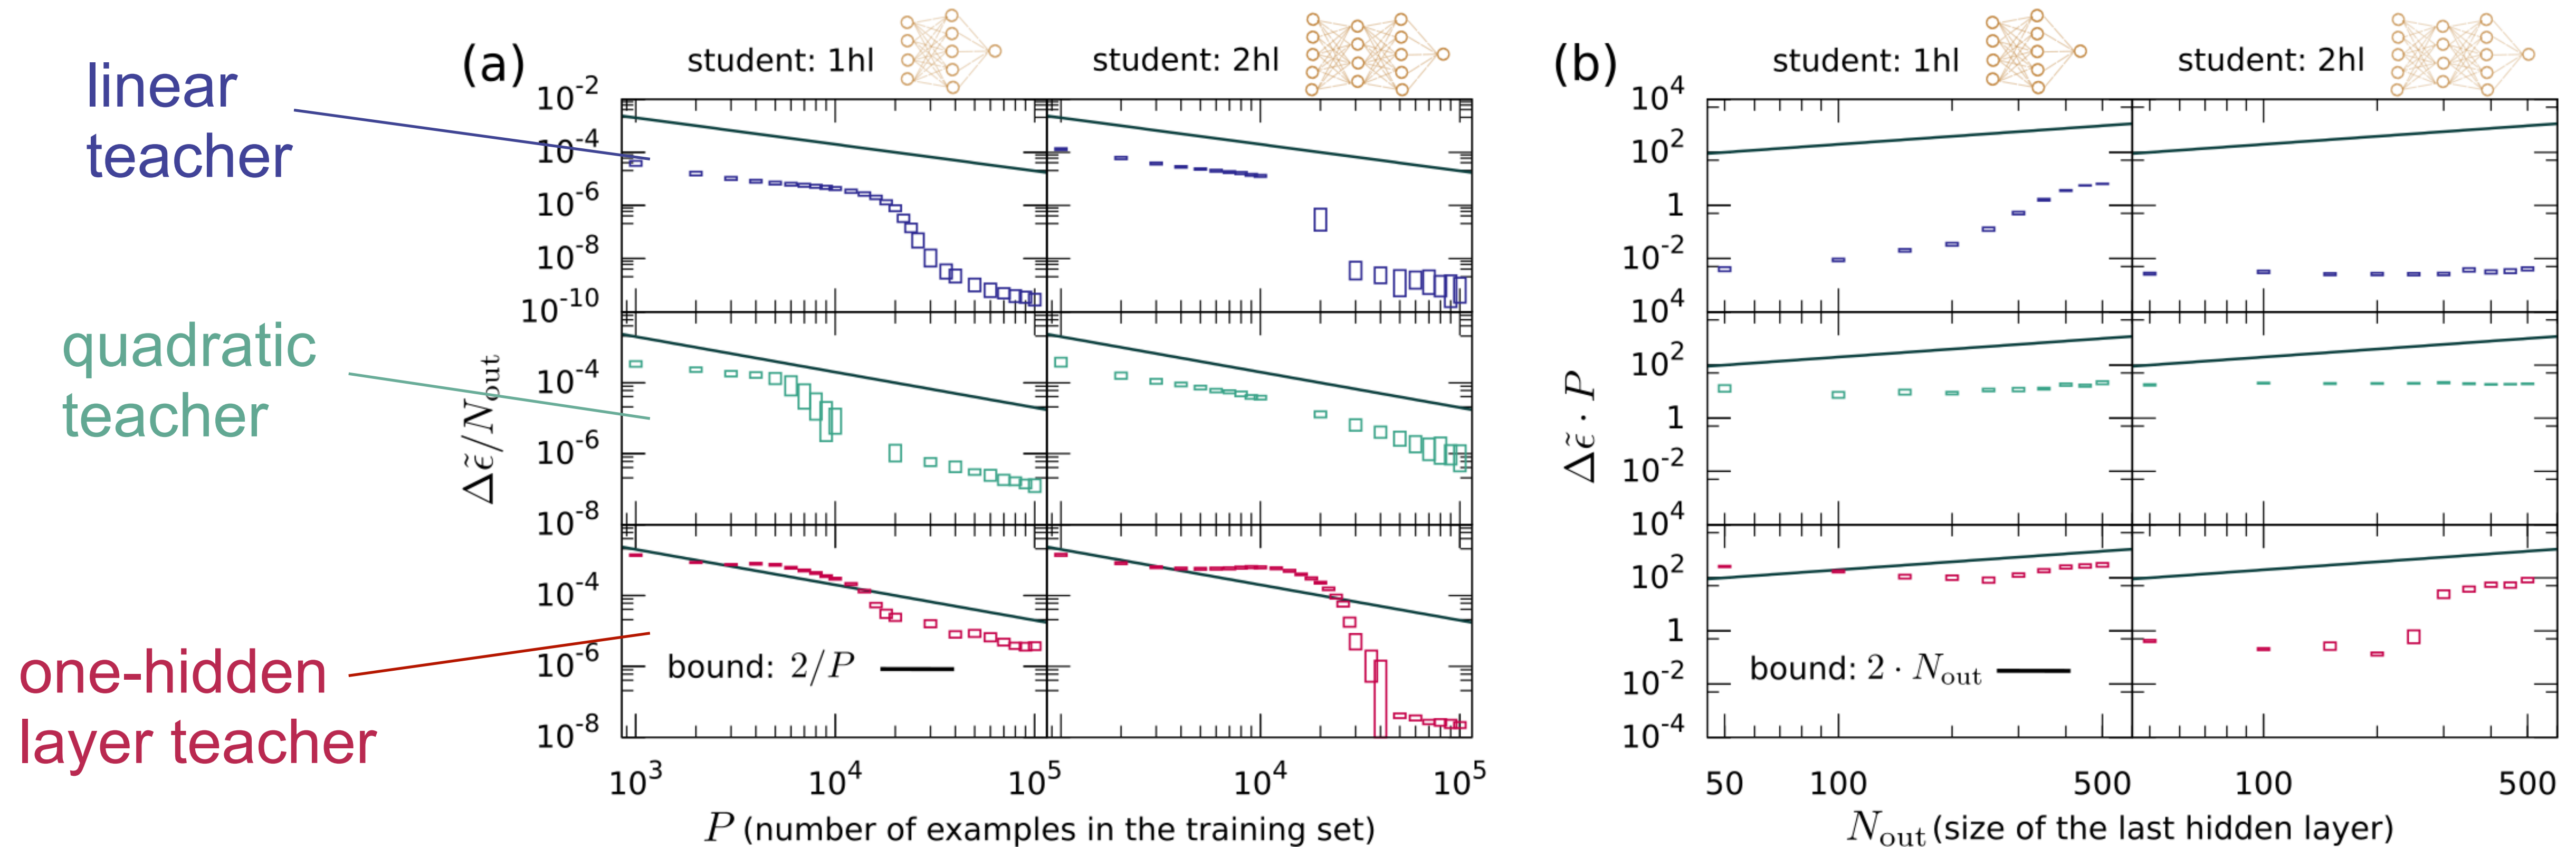 linear
teacher
quadratic
teacher
one-hidden
layer teacher
(a)
student: 1hl
student: 2hl
10^-2
10^-4
10^-6
10^-8
10^-10
10^-4
10^-6
10^-8
10^-4
10^-6
10^-8
Δε̃/N_out
bound: 2/P
10^3
10^4
10^5
10^4
10^5
P (number of examples in the training set)
(b)
student: 1hl
student: 2hl
10^4
10^2
1
10^-2
10^4
10^2
1
10^-2
10^4
10^2
1
10^-2
10^-4
Δε̃ · P
bound: 2 · N_out
50
100
500
100
500
N_out (size of the last hidden layer)